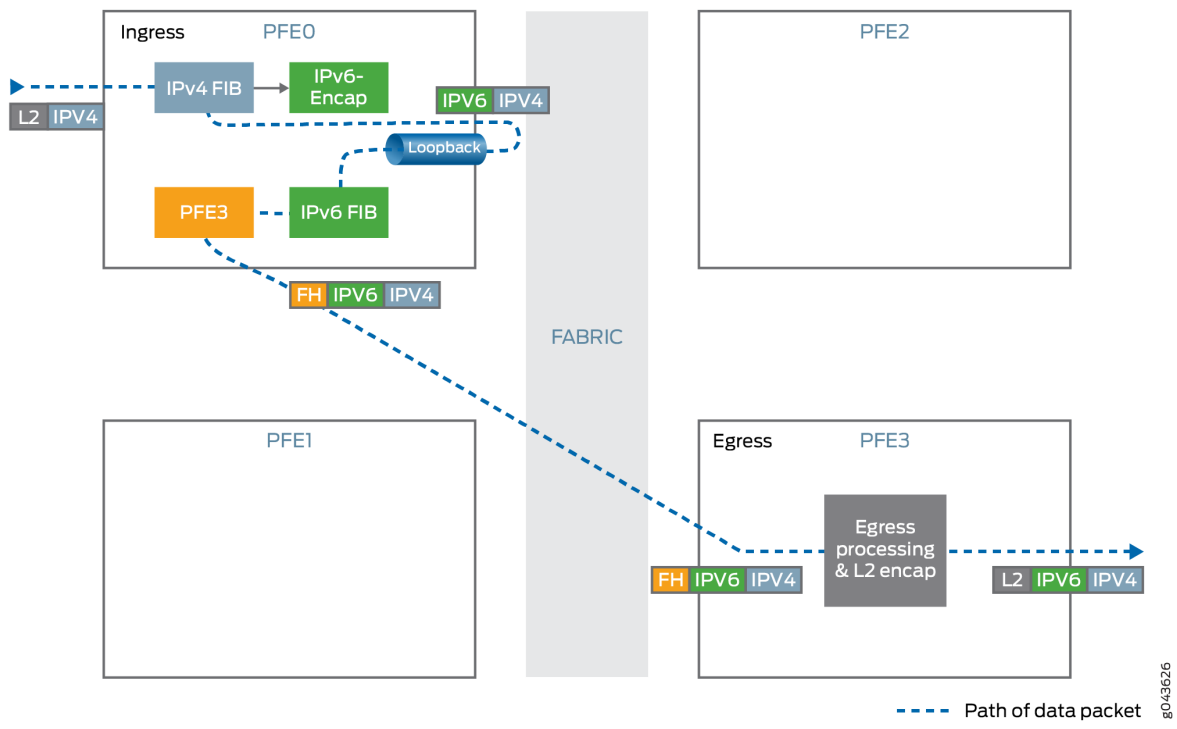 Ingress
PFE0
PFE2
IPv4 FIB
IPv6-
Encap
L2 IPV4
IPV6 IPV4
Loopback
PFE3
IPv6 FIB
FH IPV6 IPV4
FABRIC
PFE1
Egress
PFE3
Egress
processing
& L2 encap
FH IPV6 IPV4
L2 IPV6 IPV4
Path of data packet
g043626